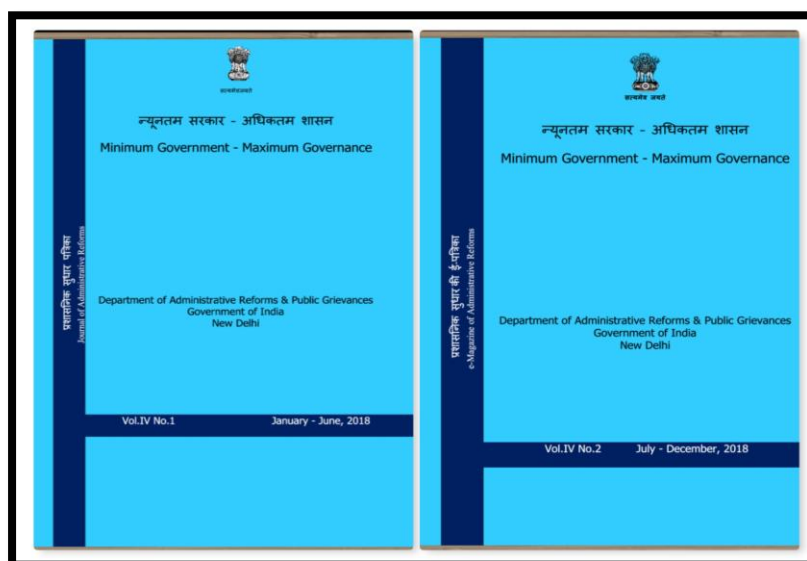 सत्यमेव जयते
न्यूनतम सरकार - अधिकतम शासन
Minimum Government - Maximum Governance
प्रशासनिक सुधार पत्रिका
Journal of Administrative Reforms
Department of Administrative Reforms & Public Grievances
Government of India
New Delhi
Vol.IV No.1 January - June, 2018
सत्यमेव जयते
न्यूनतम सरकार - अधिकतम शासन
Minimum Government - Maximum Governance
प्रशासनिक सुधार की ई-पत्रिका
e-Magazine of Administrative Reforms
Department of Administrative Reforms & Public Grievances
Government of India
New Delhi
Vol.IV No.2 July - December, 2018